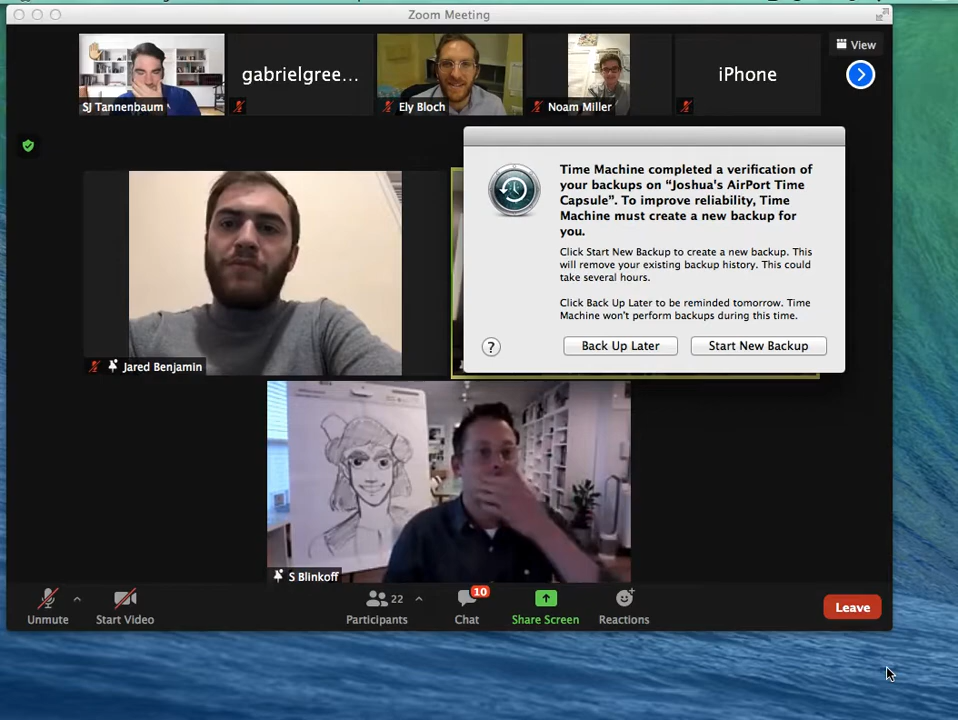 Zoom Meeting
View
SJ Tannenbaum
gabrielgree...
Ely Bloch
Noam Miller
iPhone
Time Machine completed a verification of
your backups on “Joshua's AirPort Time
Capsule”. To improve reliability, Time
Machine must create a new backup for
you.
Click Start New Backup to create a new backup. This
will remove your existing backup history. This could
take several hours.
Click Back Up Later to be reminded tomorrow. Time
Machine won't perform backups during this time.
?
Back Up Later
Start New Backup
Jared Benjamin
S Blinkoff
Unmute
Start Video
22
Participants
10
Chat
Share Screen
Reactions
Leave